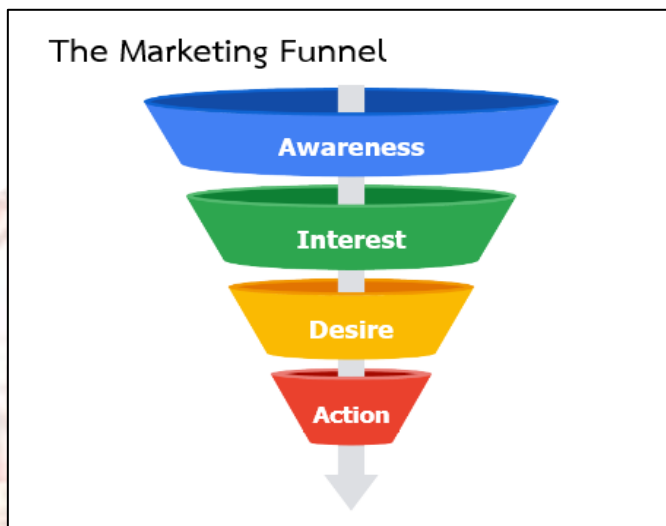 The Marketing Funnel
Awareness
Interest
Desire
Action